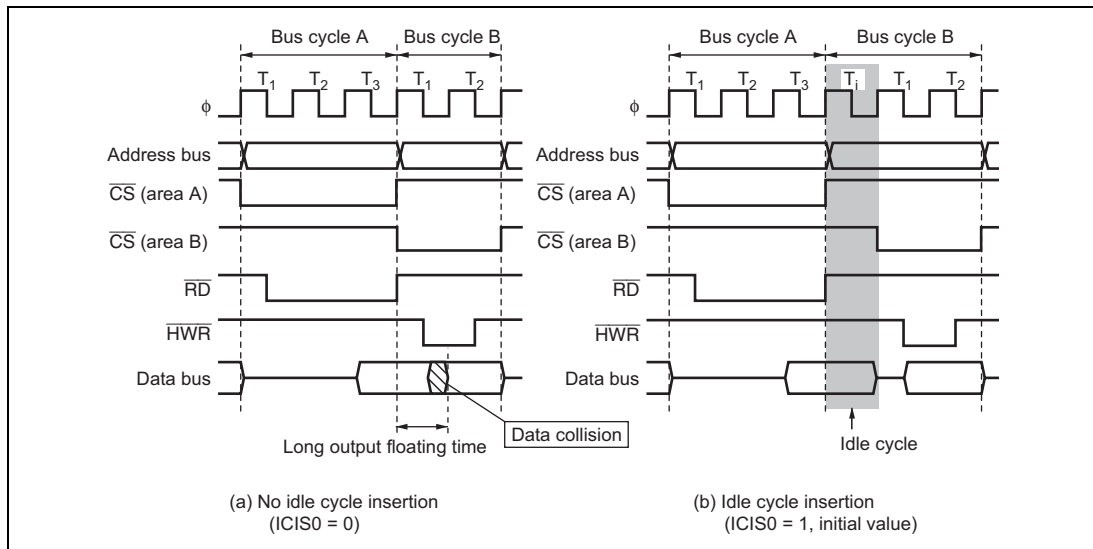 Bus cycle A
Bus cycle B
T1 T2 T3 T1 T2
φ
Address bus
CS (area A)
CS (area B)
RD
HWR
Data bus
Long output floating time
Data collision
(a) No idle cycle insertion
(ICIS0 = 0)
Bus cycle A
Bus cycle B
T1 T2 T3 Ti T1 T2
φ
Address bus
CS (area A)
CS (area B)
RD
HWR
Data bus
Idle cycle
(b) Idle cycle insertion
(ICIS0 = 1, initial value)